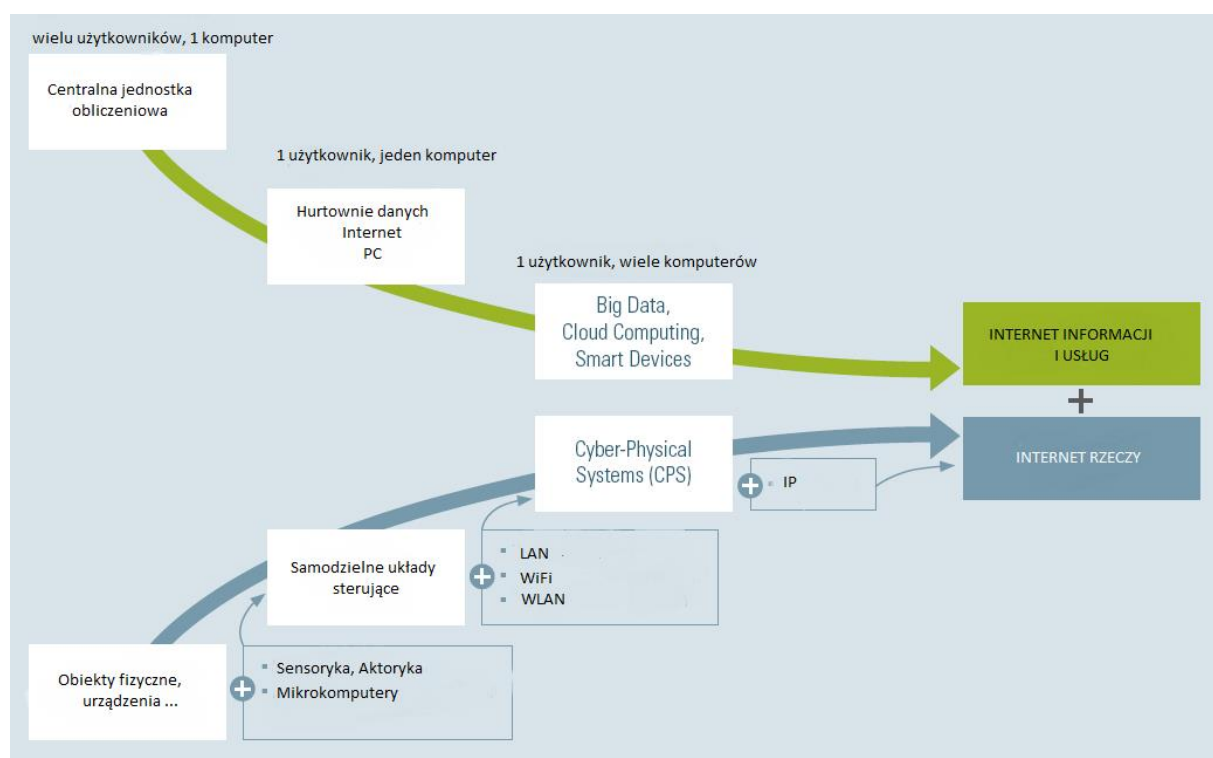 wielu użytkowników, 1 komputer
Centralna jednostka
obliczeniowa
1 użytkownik, jeden komputer
Hurtownie danych
Internet
PC
1 użytkownik, wiele komputerów
Big Data,
Cloud Computing,
Smart Devices
INTERNET INFORMACJI
I USŁUG
+
INTERNET RZECZY
Cyber-Physical
Systems (CPS)
IP
Samodzielne układy
sterujące
LAN
WiFi
WLAN
Obiekty fizyczne,
urządzenia ...
Sensoryka, Aktoryka
Mikrokomputery